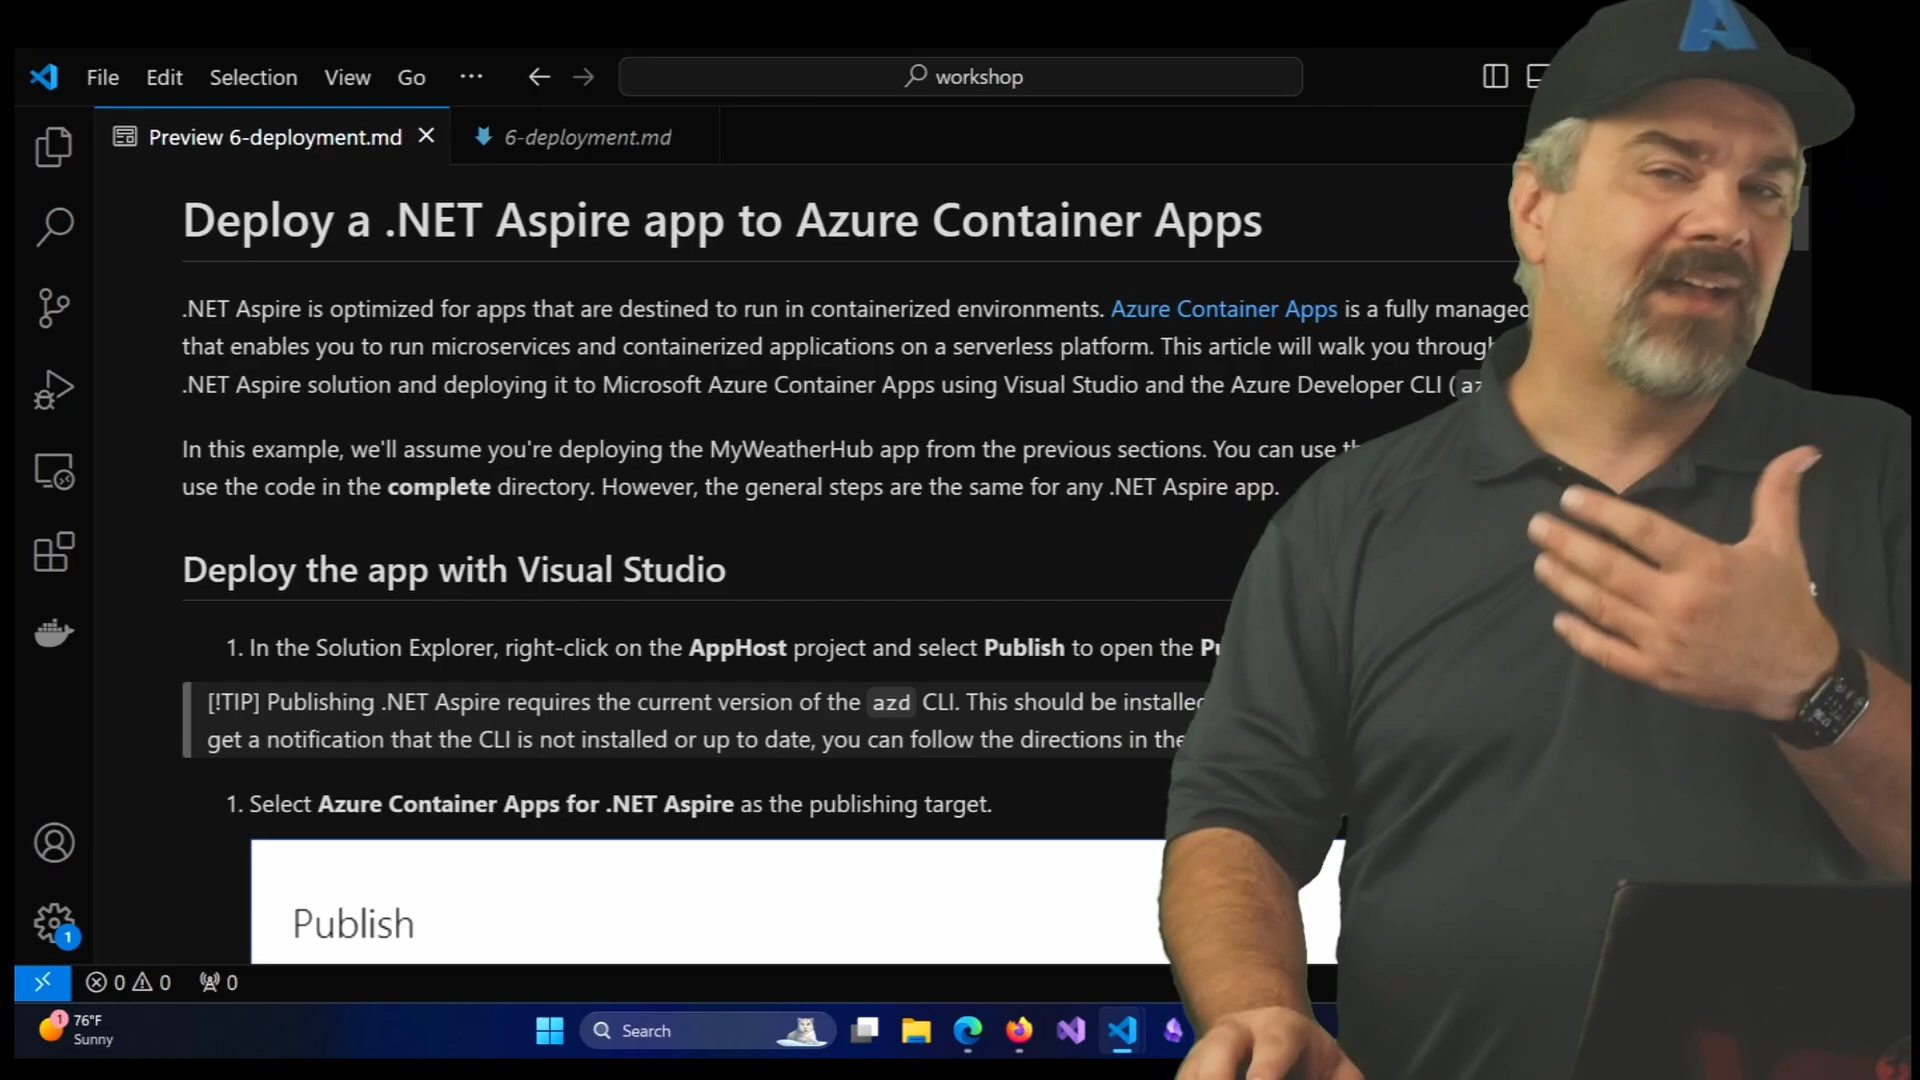 File Edit Selection View Go ··· workshop
Preview 6-deployment.md 6-deployment.md
Deploy a .NET Aspire app to Azure Container Apps
.NET Aspire is optimized for apps that are destined to run in containerized environments. Azure Container Apps is a fully managed
that enables you to run microservices and containerized applications on a serverless platform. This article will walk you through
.NET Aspire solution and deploying it to Microsoft Azure Container Apps using Visual Studio and the Azure Developer CLI (
In this example, we'll assume you're deploying the MyWeatherHub app from the previous sections. You can use
use the code in the complete directory. However, the general steps are the same for any .NET Aspire app.
Deploy the app with Visual Studio
1. In the Solution Explorer, right-click on the AppHost project and select Publish to open the
[!TIP] Publishing .NET Aspire requires the current version of the azd CLI. This should be installed
get a notification that the CLI is not installed or up to date, you can follow the directions in the
1. Select Azure Container Apps for .NET Aspire as the publishing target.
Publish
1
0 0 0
1 76°F
Sunny
Search